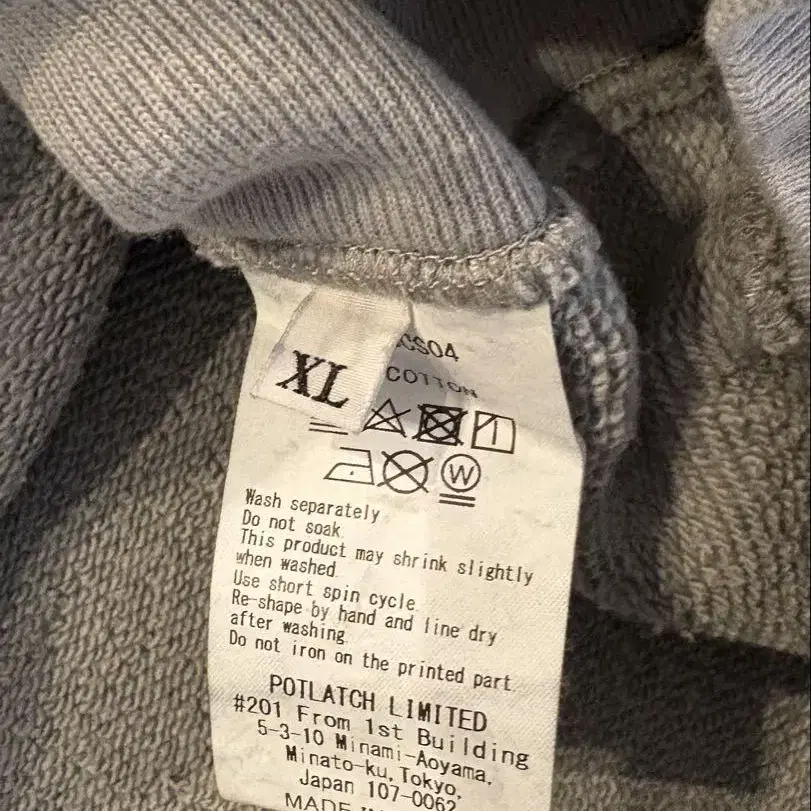 CS04
COTTON
XL
W
Wash separately
Do not soak.
This product may shrink slightly
when washed.
Use short spin cycle.
Re-shape by hand and line dry
after washing.
Do not iron on the printed part.
POTLATCH LIMITED
#201 From 1st Building
5-3-10 Minami-Aoyama,
Minato-ku, Tokyo,
Japan 107-0062
MADE